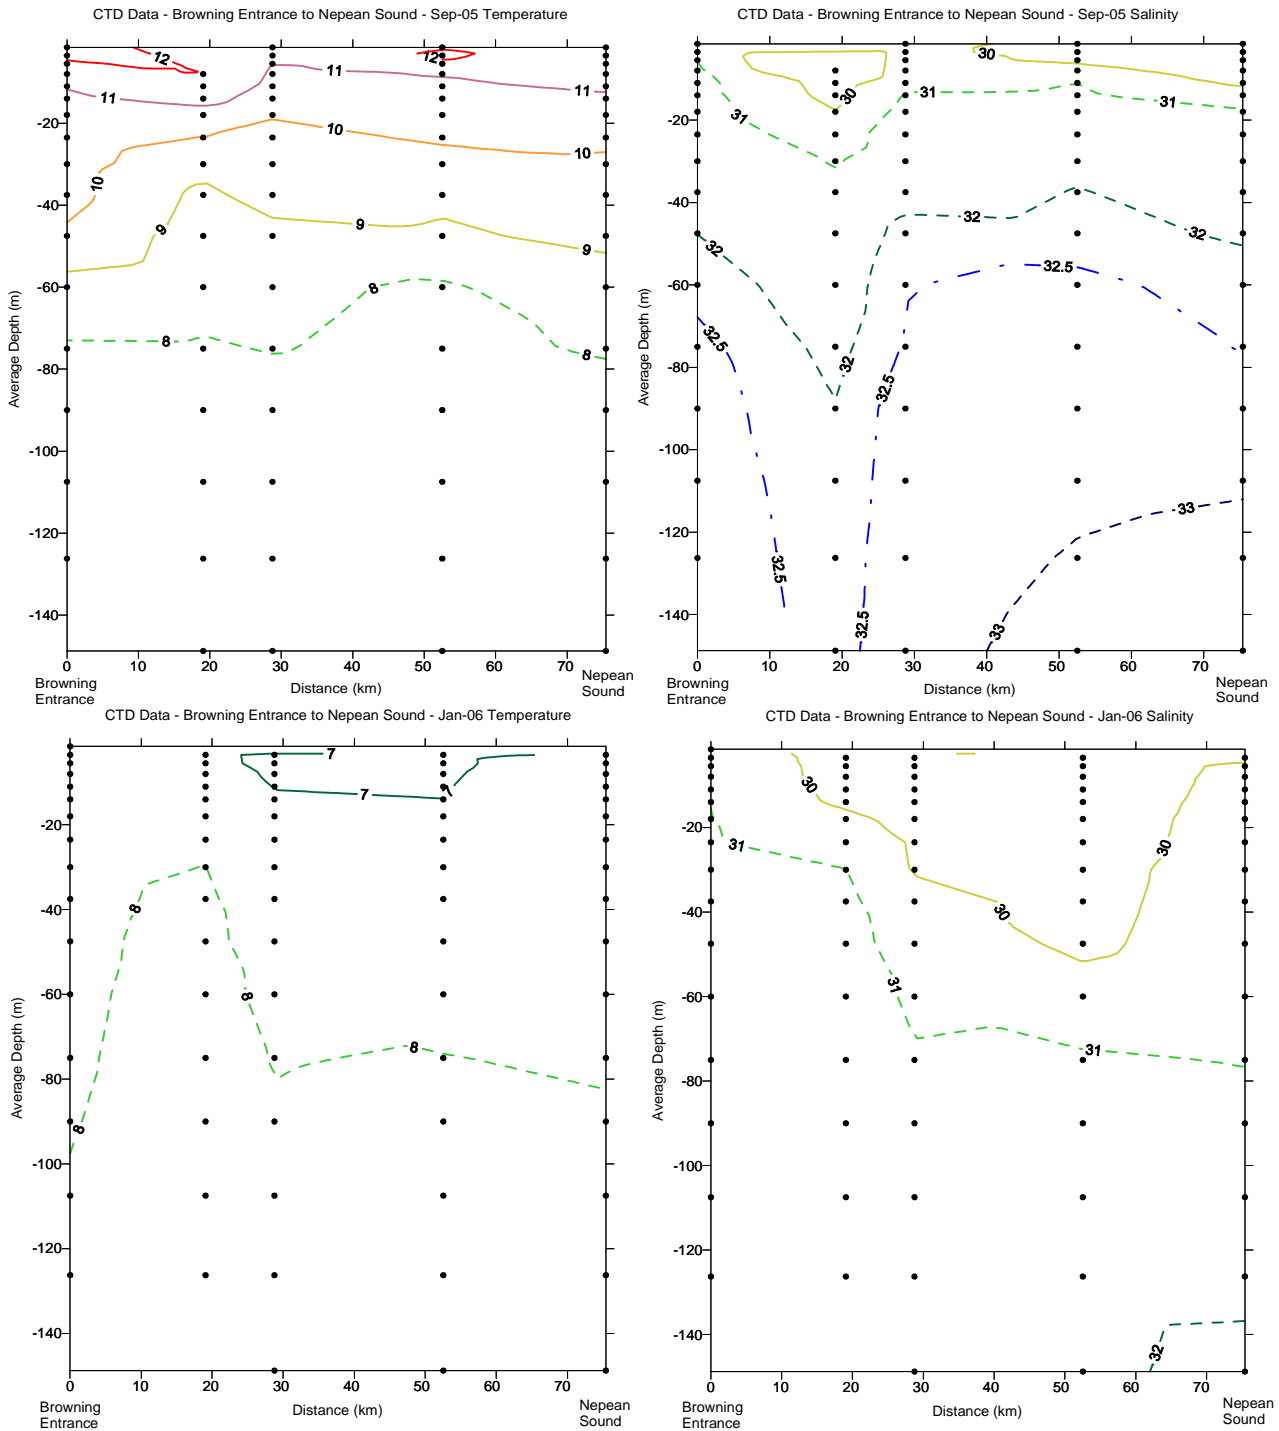 CTD Data - Browning Entrance to Nepean Sound - Sep-05 Temperature
12
12
11
11
11
10
10
10
9
9
9
8
8
8
-20
-40
-60
-80
-100
-120
-140
Average Depth (m)
0 10 20 30 40 50 60 70
Browning
Entrance
Distance (km)
Nepean
Sound
CTD Data - Browning Entrance to Nepean Sound - Sep-05 Salinity
30
30
31
31
31
32
32
32
32
32.5
32.5
32.5
32.5
32.5
33
33
-20
-40
-60
-80
-100
-120
-140
Average Depth (m)
0 10 20 30 40 50 60 70
Browning
Entrance
Distance (km)
Nepean
Sound
CTD Data - Browning Entrance to Nepean Sound - Jan-06 Temperature
7
7
7
8
8
8
8
-20
-40
-60
-80
-100
-120
-140
Average Depth (m)
0 10 20 30 40 50 60 70
Browning
Entrance
Distance (km)
Nepean
Sound
CTD Data - Browning Entrance to Nepean Sound - Jan-06 Salinity
30
30
30
31
31
31
32
-20
-40
-60
-80
-100
-120
-140
Average Depth (m)
0 10 20 30 40 50 60 70
Browning
Entrance
Distance (km)
Nepean
Sound